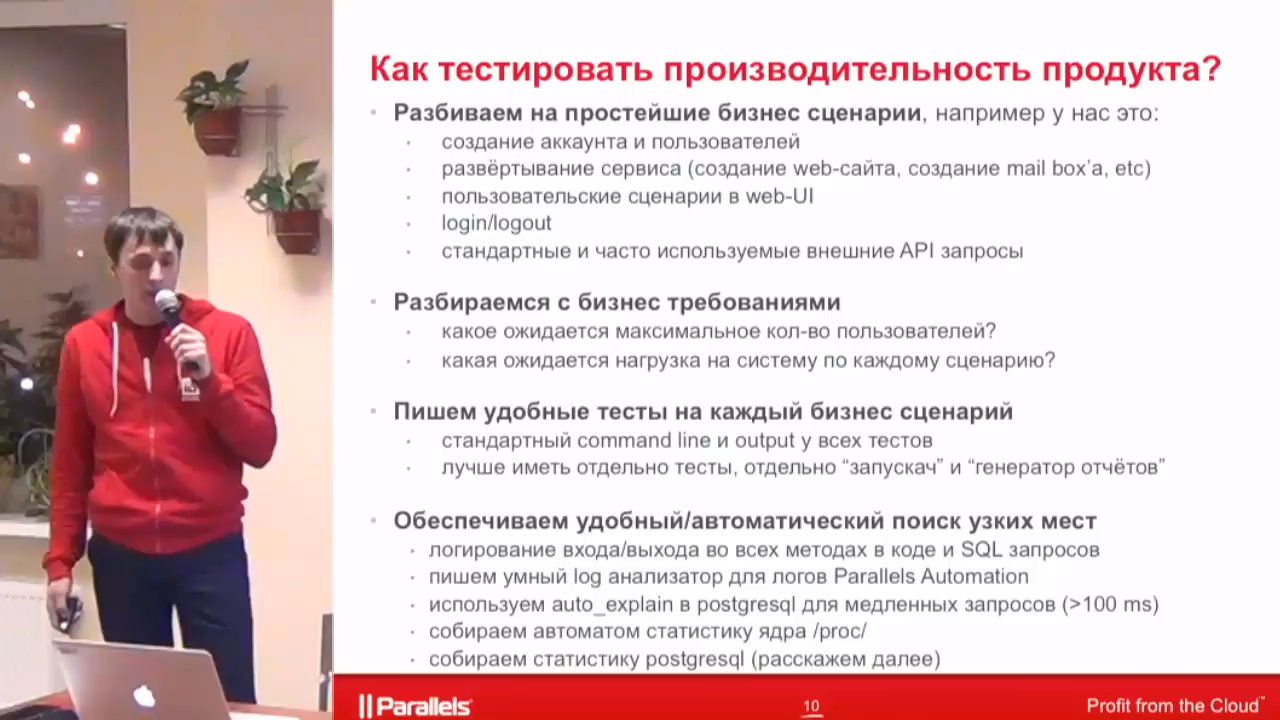 Как тестировать производительность продукта?
Разбиваем на простейшие бизнес сценарии, например у нас это:
создание аккаунта и пользователей
развёртывание сервиса (создание web-сайта, создание mail box’а, etc)
пользовательские сценарии в web-UI
login/logout
стандартные и часто используемые внешние API запросы
Разбираемся с бизнес требованиями
какое ожидается максимальное кол-во пользователей?
какая ожидается нагрузка на систему по каждому сценарию?
Пишем удобные тесты на каждый бизнес сценарий
стандартный command line и output у всех тестов
лучше иметь отдельно тесты, отдельно “запускач” и “генератор отчётов”
Обеспечиваем удобный/автоматический поиск узких мест
логирование входа/выхода во всех методах в коде и SQL запросов
пишем умный log анализатор для логов Parallels Automation
используем auto_explain в postgresql для медленных запросов (>100 ms)
собираем автоматом статистику ядра /proc/
собираем статистику postgresql (расскажем далее)
Parallels 10 Profit from the Cloud™